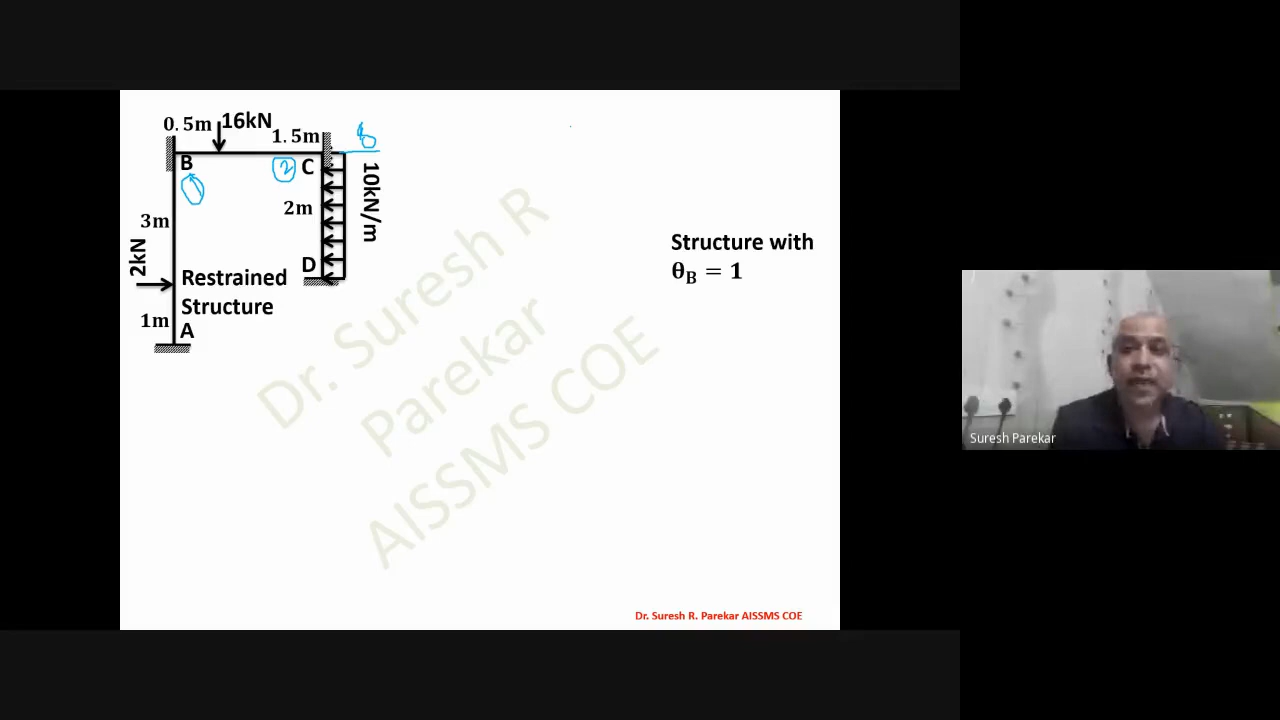 0.5m
16kN
1.5m
B
2
C
10kN/m
3m
2m
2kN
D
Restrained
Structure
1m
A
Structure with
θB = 1
Dr. Suresh R
Parekar
AISSMS COE
Suresh Parekar
Dr. Suresh R. Parekar AISSMS COE